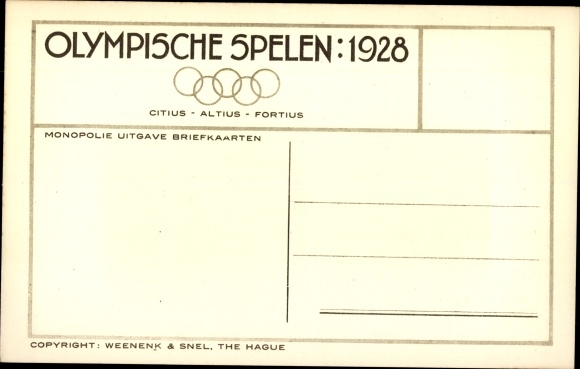 OLYMPISCHE SPELEN: 1928
CITIUS - ALTIUS - FORTIUS
MONOPOLIE UITGAVE BRIEFKAARTEN
COPYRIGHT: WEENENK & SNEL, THE HAGUE